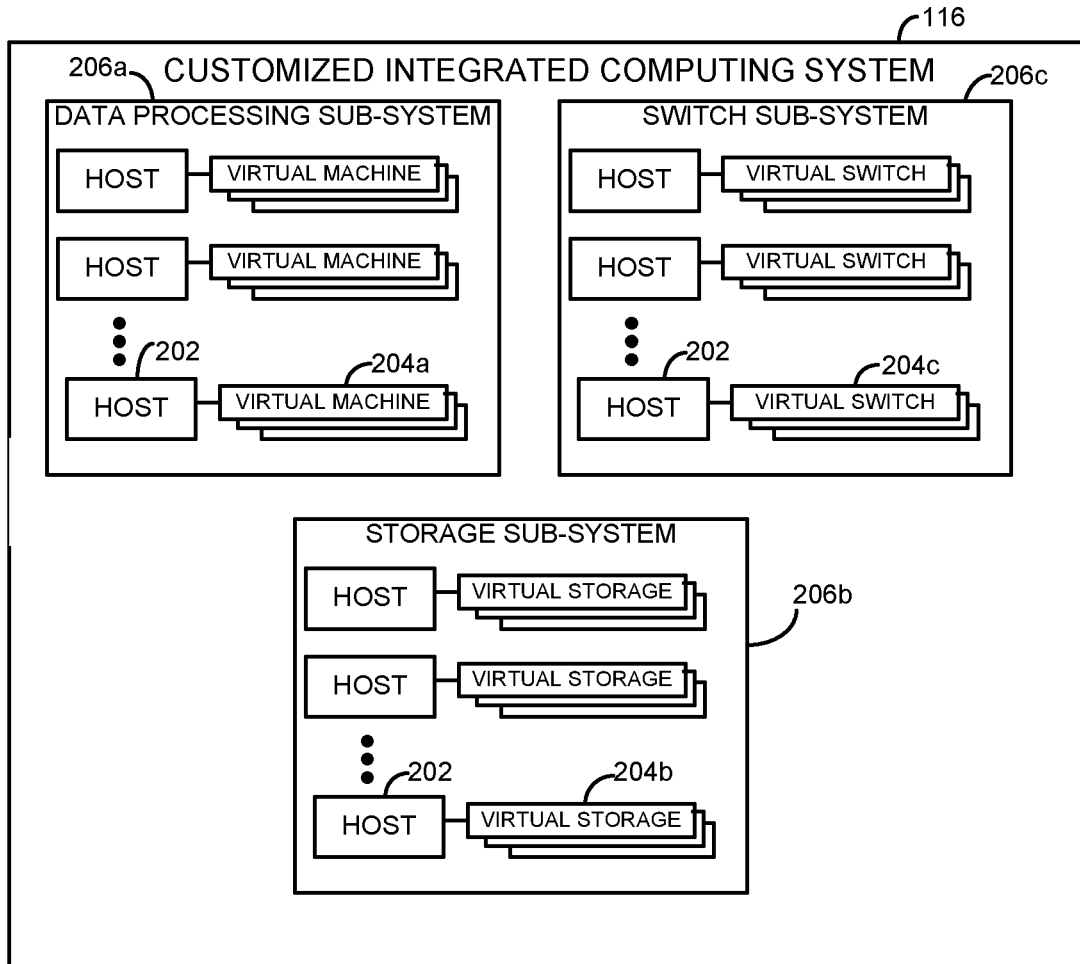 116
CUSTOMIZED INTEGRATED COMPUTING SYSTEM
206a
DATA PROCESSING SUB-SYSTEM
HOST
VIRTUAL MACHINE
HOST
VIRTUAL MACHINE
202
204a
HOST
VIRTUAL MACHINE
206c
SWITCH SUB-SYSTEM
HOST
VIRTUAL SWITCH
HOST
VIRTUAL SWITCH
202
204c
HOST
VIRTUAL SWITCH
STORAGE SUB-SYSTEM
206b
HOST
VIRTUAL STORAGE
HOST
VIRTUAL STORAGE
202
204b
HOST
VIRTUAL STORAGE